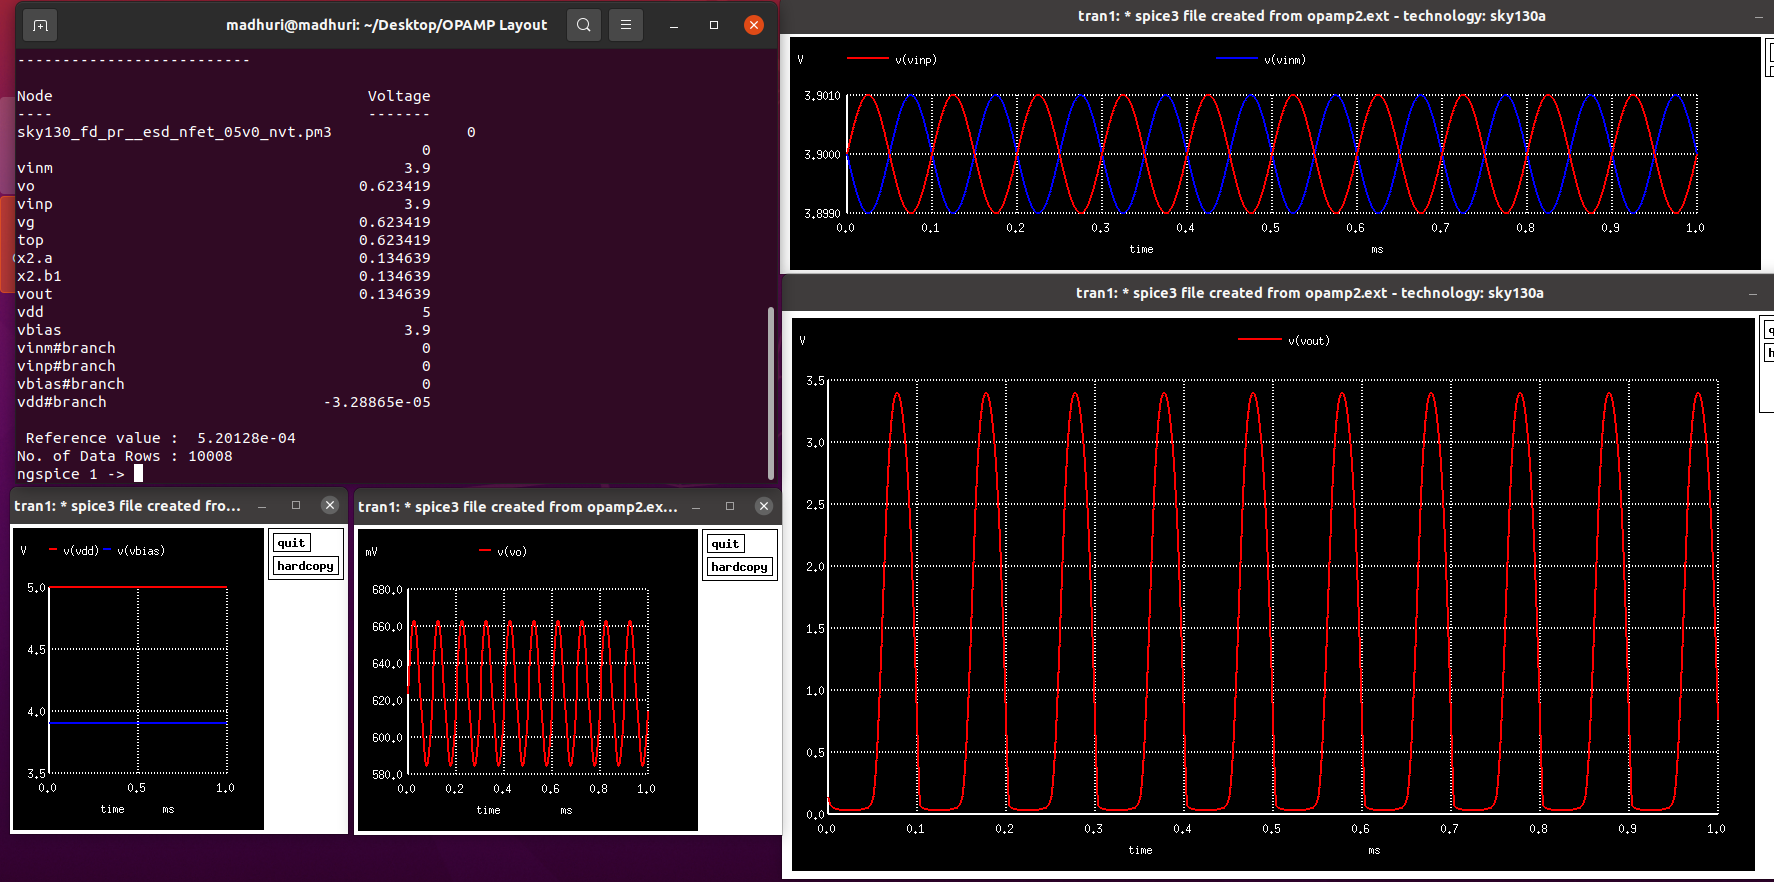 madhuri@madhuri: ~/Desktop/OPAMP Layout
--------------------------
Node Voltage
---- -------
sky130_fd_pr__esd_nfet_05v0_nvt.pm3 0
0
vinm 3.9
vo 0.623419
vinp 3.9
vg 0.623419
top 0.623419
x2.a 0.134639
x2.b1 0.134639
vout 0.134639
vdd 5
vbias 3.9
vinm#branch 0
vinp#branch 0
vbias#branch 0
vdd#branch -3.28865e-05
Reference value : 5.20128e-04
No. of Data Rows : 10008
ngspice 1 ->
tran1: * spice3 file created from opamp2.ext - technology: sky130a
V v(vinp) v(vinm)
3.9010
3.9000
3.8990
0.0 0.1 0.2 0.3 0.4 0.5 0.6 0.7 0.8 0.9 1.0
time ms
tran1: * spice3 file created from opamp2.ext - technology: sky130a
V v(vout)
q
h
3.5
3.0
2.5
2.0
1.5
1.0
0.5
0.0
0.0 0.1 0.2 0.3 0.4 0.5 0.6 0.7 0.8 0.9 1.0
time ms
tran1: * spice3 file created fro...
V v(vdd) v(vbias)
quit
hardcopy
5.0
4.5
4.0
3.5
0.0 0.5 1.0
time ms
tran1: * spice3 file created from opamp2.ex...
mV v(vo)
quit
hardcopy
680.0
660.0
640.0
620.0
600.0
580.0
0.0 0.2 0.4 0.6 0.8 1.0
time ms